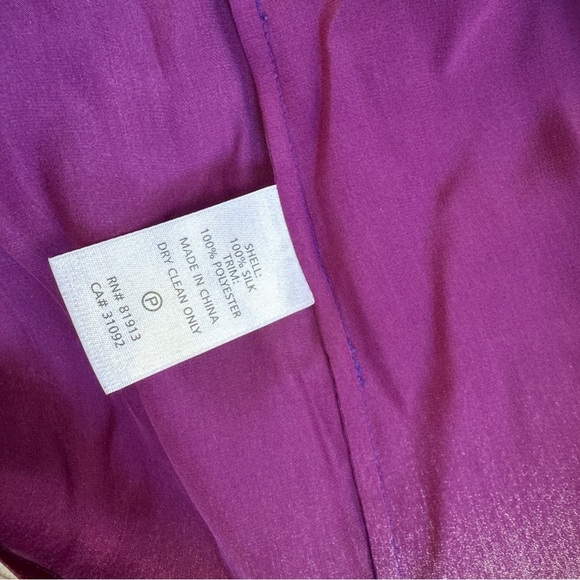 SHELL:
100% SILK
TRIM:
100% POLYESTER
MADE IN CHINA
DRY CLEAN ONLY
P
RN# 81913
CA# 31092